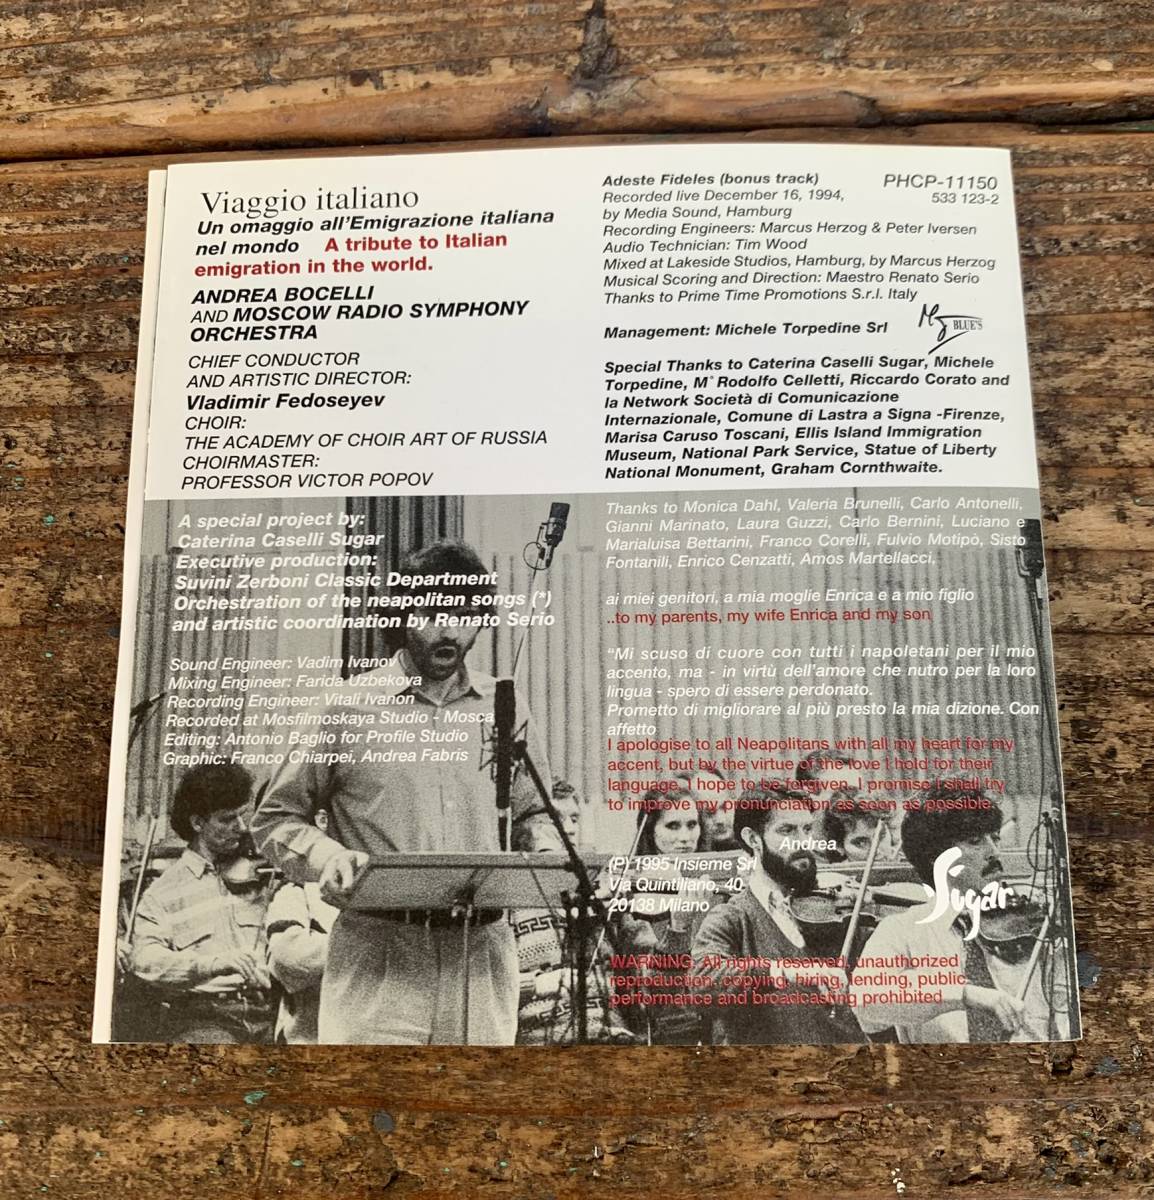 Viaggio italiano
Un omaggio all'Emigrazione italiana
nel mondo A tribute to Italian
emigration in the world.
ANDREA BOCELLI
AND MOSCOW RADIO SYMPHONY
ORCHESTRA
CHIEF CONDUCTOR
AND ARTISTIC DIRECTOR:
Vladimir Fedoseyev
CHOIR:
THE ACADEMY OF CHOIR ART OF RUSSIA
CHOIRMASTER:
PROFESSOR VICTOR POPOV
A special project by:
Caterina Caselli Sugar
Executive production:
Suvini Zerboni Classic Department
Orchestration of the neapolitan songs (*)
and artistic coordination by Renato Serio
Sound Engineer: Vadim Ivanov
Mixing Engineer: Farida Uzbekova
Recording Engineer: Vitali Ivanon
Recorded at Mosfilmoskaya Studio - Mosca
Editing: Antonio Baglio for Profile Studio
Graphic: Franco Chiarpei, Andrea Fabris
Adeste Fideles (bonus track)
PHCP-11150
Recorded live December 16, 1994,
533 123-2
by Media Sound, Hamburg
Recording Engineers: Marcus Herzog & Peter Iversen
Audio Technician: Tim Wood
Mixed at Lakeside Studios, Hamburg, by Marcus Herzog
Musical Scoring and Direction: Maestro Renato Serio
Thanks to Prime Time Promotions S.r.l. Italy
Management: Michele Torpedine Srl
BLUE'S
Special Thanks to Caterina Caselli Sugar, Michele
Torpedine, M° Rodolfo Celletti, Riccardo Corato and
la Network Società di Comunicazione
Internazionale, Comune di Lastra a Signa -Firenze,
Marisa Caruso Toscani, Ellis Island Immigration
Museum, National Park Service, Statue of Liberty
National Monument, Graham Cornthwaite.
Thanks to Monica Dahl, Valeria Brunelli, Carlo Antonelli,
Gianni Marinato, Laura Guzzi, Carlo Bernini, Luciano e
Marialuisa Bettarini, Franco Corelli, Fulvio Motipò, Sisto
Fontanili, Enrico Cenzatti, Amos Martellacci,
ai miei genitori, a mia moglie Enrica e a mio figlio
..to my parents, my wife Enrica and my son
“Mi scuso di cuore con tutti i napoletani per il mio
accento, ma - in virtù dell'amore che nutro per la loro
lingua - spero di essere perdonato.
Prometto di migliorare al più presto la mia dizione. Con
affetto
I apologise to all Neapolitans with all my heart for my
accent, but by the virtue of the love I hold for their
language, I hope to be forgiven. I promise I shall try
to improve my pronunciation as soon as possible.
Andrea
(P) 1995 Insieme Srl
Via Quintiliano, 40
20138 Milano
Sugar
WARNING. All rights reserved, unauthorized
reproduction, copying, hiring, lending, public
performance and broadcasting prohibited